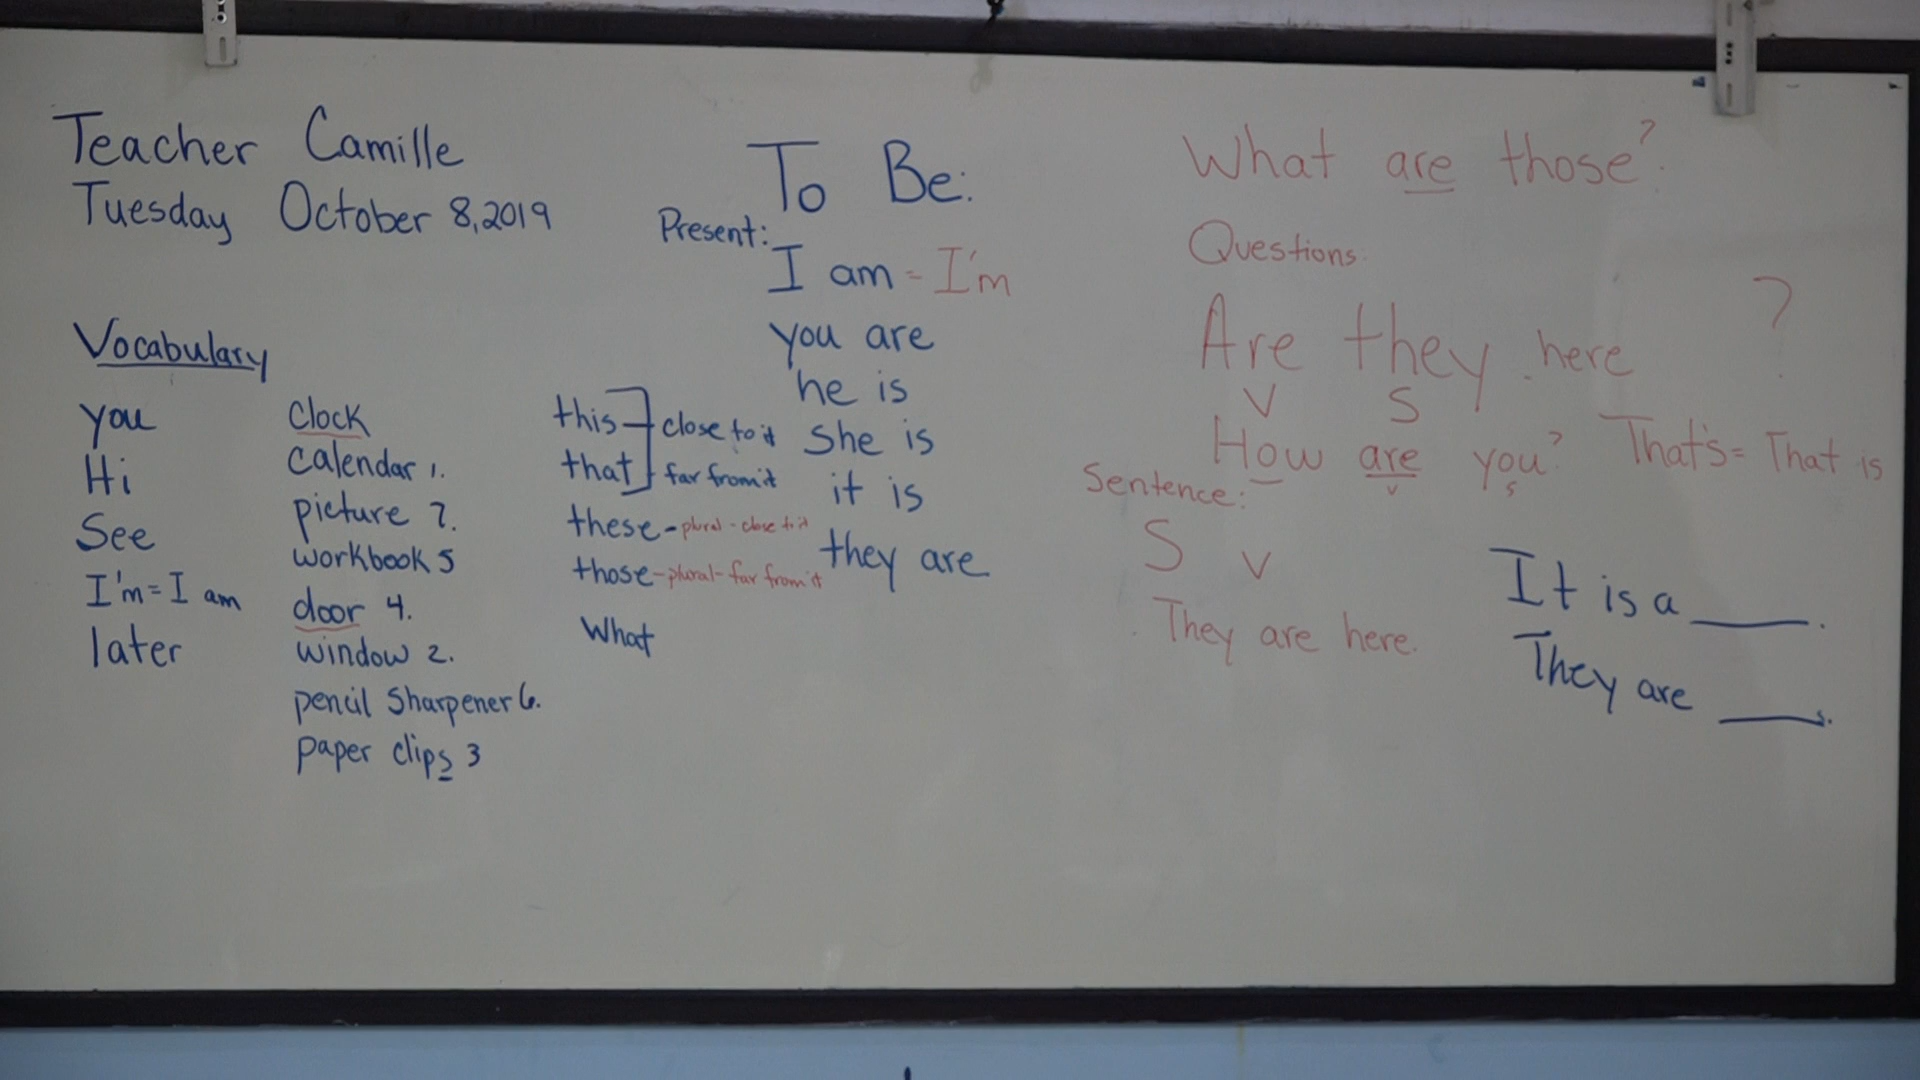 Teacher Camille
Tuesday October 8, 2019
Vocabulary
you
Hi
See
I'm = I am
later
Clock
calendar 1.
picture 7.
workbook 5
door 4.
window 2.
pencil Sharpener 6.
paper clips 3
this
that
close to it
far from it
these - plural - close to it
those - plural - far from it
What
To Be:
Present:
I am = I'm
you are
he is
She is
it is
they are
What are those?
Questions
Are they here ?
V S
How are you?
v s
That's = That is
Sentence:
S V
They are here.
It is a ____.
They are ____s.